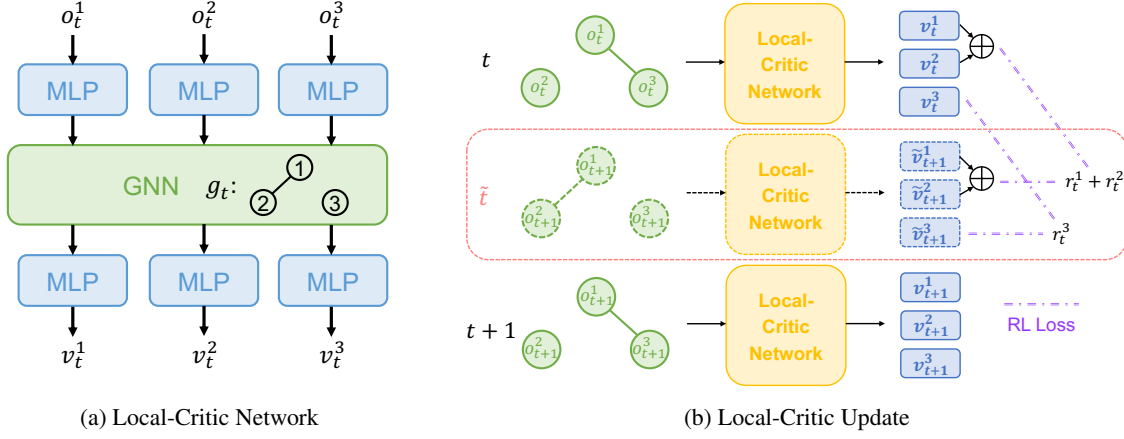 o_t^1 o_t^2 o_t^3
MLP MLP MLP
GNN g_t: 1 2 3
MLP MLP MLP
v_t^1 v_t^2 v_t^3
(a) Local-Critic Network
t
o_t^1
o_t^2 o_t^3
Local-
Critic
Network
v_t^1
v_t^2
v_t^3
t̃
o_{t+1}^1
o_{t+1}^2 o_{t+1}^3
Local-
Critic
Network
ṽ_{t+1}^1
ṽ_{t+1}^2
ṽ_{t+1}^3
r_t^1 + r_t^2
r_t^3
t + 1
o_{t+1}^1
o_{t+1}^2 o_{t+1}^3
Local-
Critic
Network
v_{t+1}^1
v_{t+1}^2
v_{t+1}^3
RL Loss
(b) Local-Critic Update